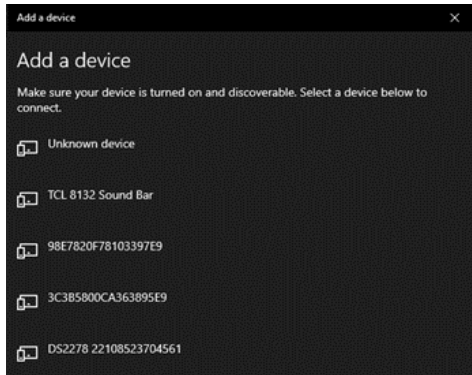 Add a device
Add a device
Make sure your device is turned on and discoverable. Select a device below to
connect.
Unknown device
TCL 8132 Sound Bar
98E7820F78103397E9
3C3B5800CA363895E9
DS2278 22108523704561